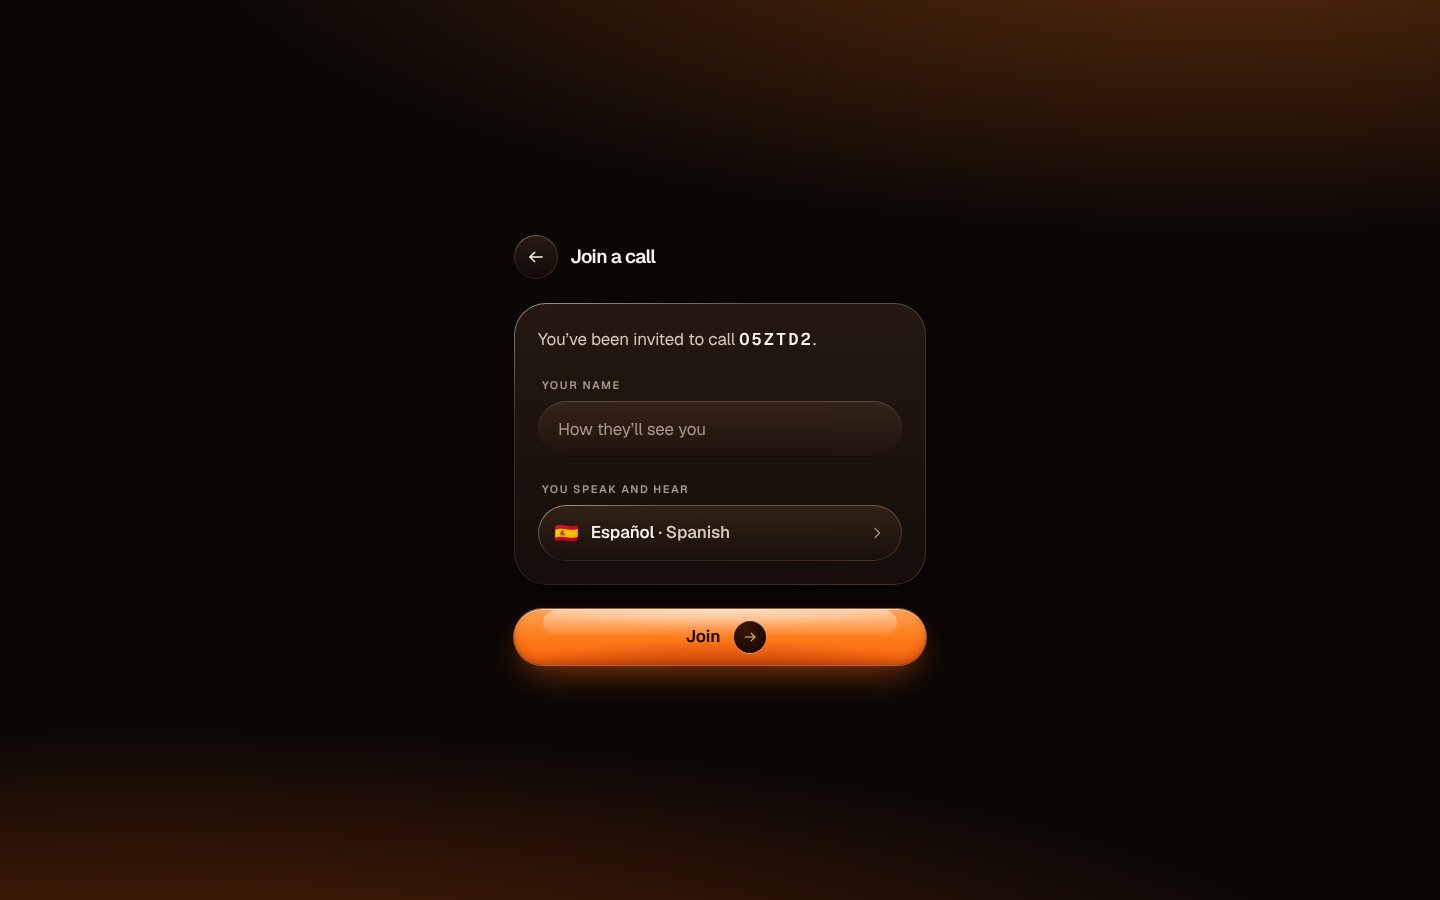 Join a call
You’ve been invited to call O5ZTD2.
YOUR NAME
How they’ll see you
YOU SPEAK AND HEAR
Español · Spanish
Join